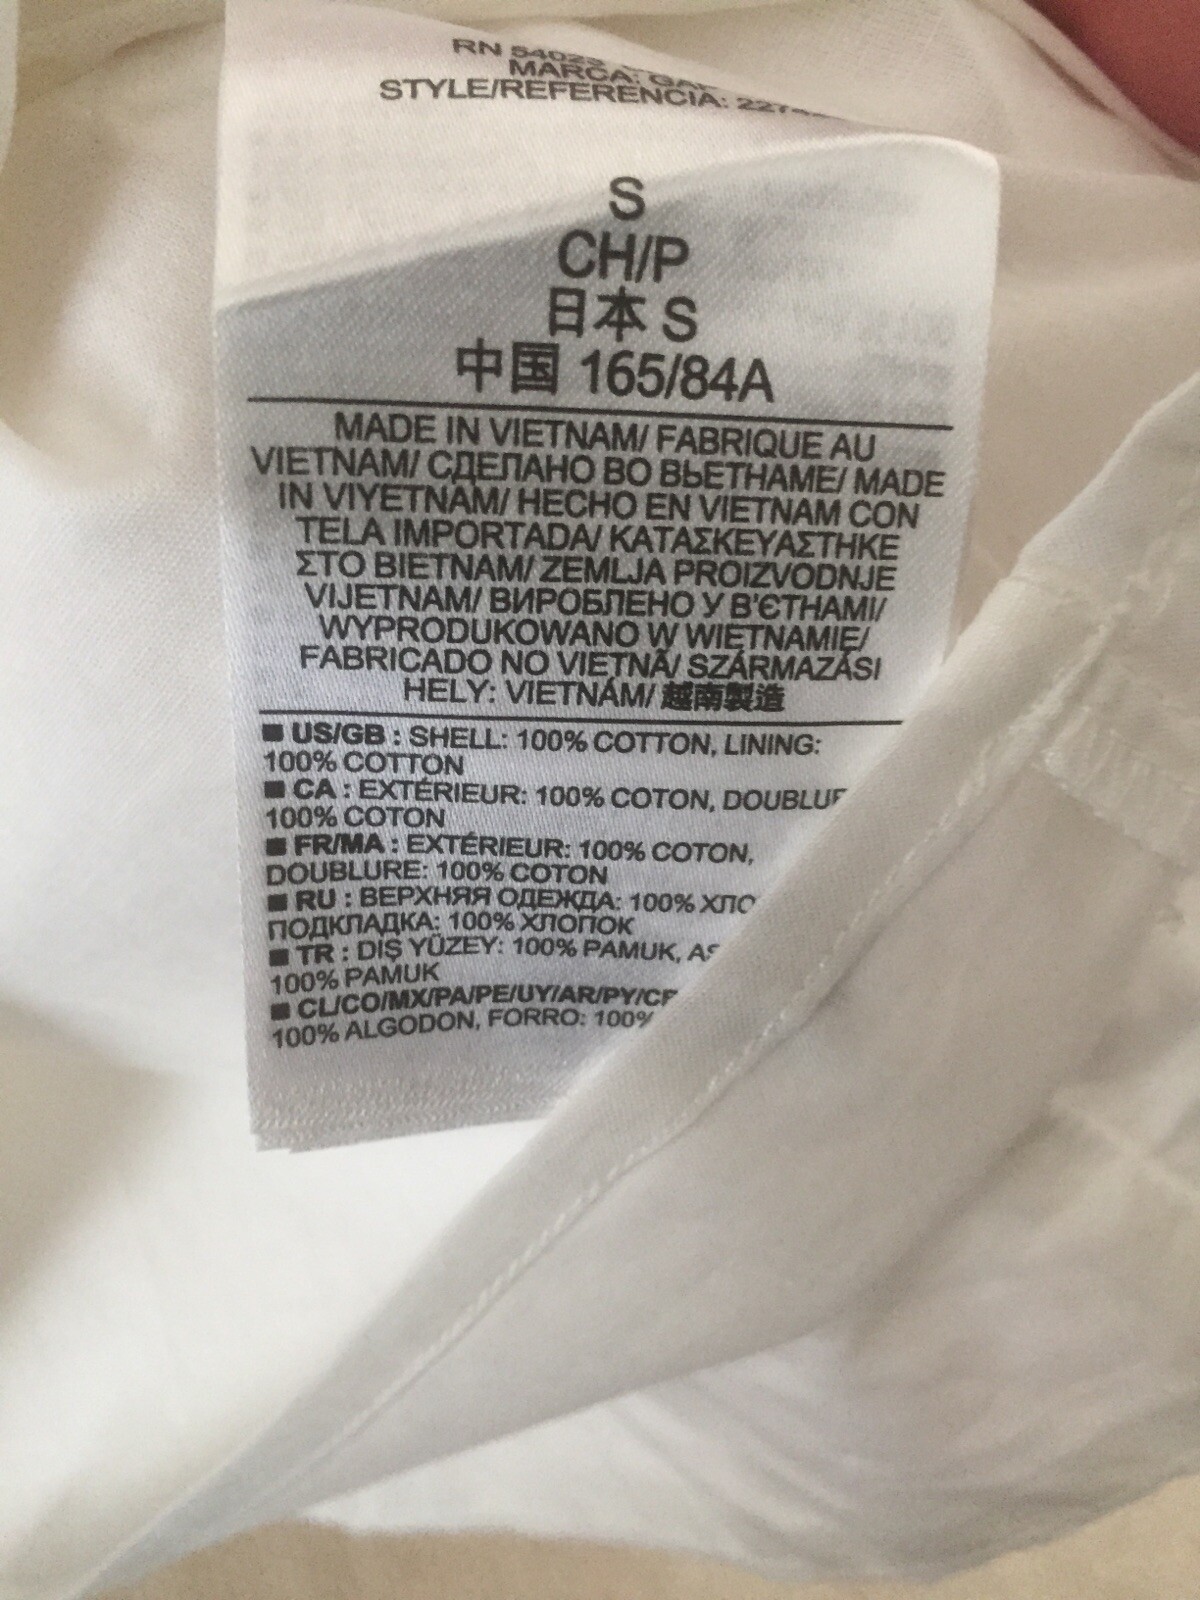 RN 54023
MARCA: GAP
STYLE/REFERENCIA:
S
CH/P
日本 S
中国 165/84A
MADE IN VIETNAM/ FABRIQUE AU
VIETNAM/ СДЕЛАНО ВО ВЬЕТНАМЕ/ MADE
IN VIYETNAM/ HECHO EN VIETNAM CON
TELA IMPORTADA/ ΚΑΤΑΣΚΕΥΑΣΤΗΚΕ
ΣΤΟ ΒΙΕΤΝΑΜ/ ZEMLJA PROIZVODNJE
VIJETNAM/ ВИРОБЛЕНО У В'ЄТНАМІ/
WYPRODUKOWANO W WIETNAMIE/
FABRICADO NO VIETNÃ/ SZÁRMAZÁSI
HELY: VIETNÁM/ 越南製造
■ US/GB : SHELL: 100% COTTON, LINING:
100% COTTON
■ CA : EXTÉRIEUR: 100% COTON,
100% COTON
■ FR/MA : EXTÉRIEUR: 100% COTON,
DOUBLURE: 100% COTON
■ RU : ВЕРХНЯЯ ОДЕЖДА: 100%
ПОДКЛАДКА: 100% ХЛОПОК
■ TR : DIŞ YÜZEY: 100% PAMUK,
100% PAMUK
■ CL/CO/MX/PA/PE/UY/AR/PY/
100% ALGODON, FORRO: 100%